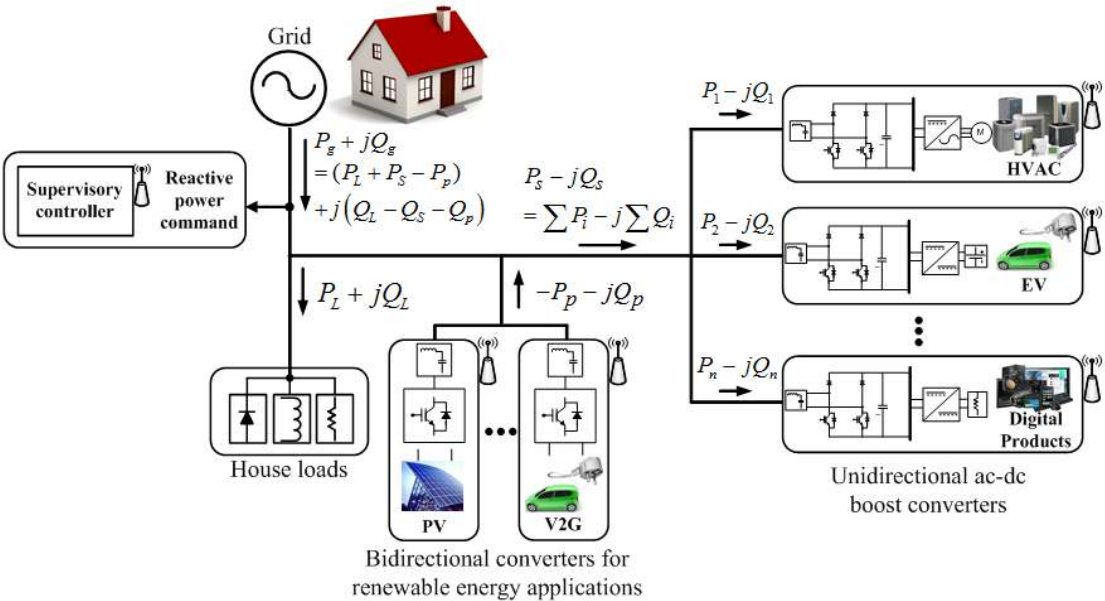 Grid
P_g + jQ_g
= (P_L + P_S − P_p)
+ j(Q_L − Q_S − Q_p)
Supervisory
controller
Reactive
power
command
P_s − jQ_s
= ∑ P_i − j∑ Q_i
P_1 − jQ_1
M
HVAC
P_2 − jQ_2
EV
P_L + jQ_L
−P_p − jQ_p
P_n − jQ_n
Digital
Products
House loads
PV
V2G
Unidirectional ac-dc
boost converters
Bidirectional converters for
renewable energy applications